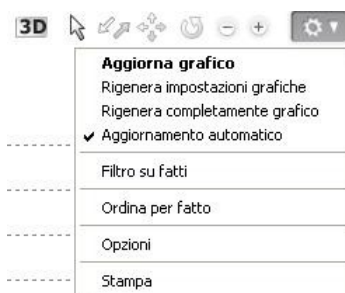 3D
Aggiorna grafico
Rigenera impostazioni grafiche
Rigenera completamente grafico
Aggiornamento automatico
Filtro su fatti
Ordina per fatto
Opzioni
Stampa